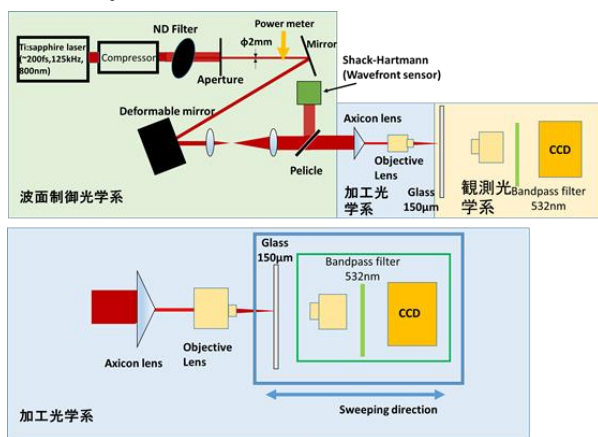 Ti:sapphire laser
(~200fs,125kHz,
800nm)
Compressor
ND Filter
Aperture
ϕ2mm
Power meter
Mirror
Shack-Hartmann
(Wavefront sensor)
Deformable mirror
Pelicle
Axicon lens
Objective
Lens
Glass
150μm
CCD
Bandpass filter
532nm
波面制御光学系
加工光
学系
観測光
学系
Glass
150μm
Bandpass filter
532nm
CCD
Axicon lens
Objective
Lens
Sweeping direction
加工光学系